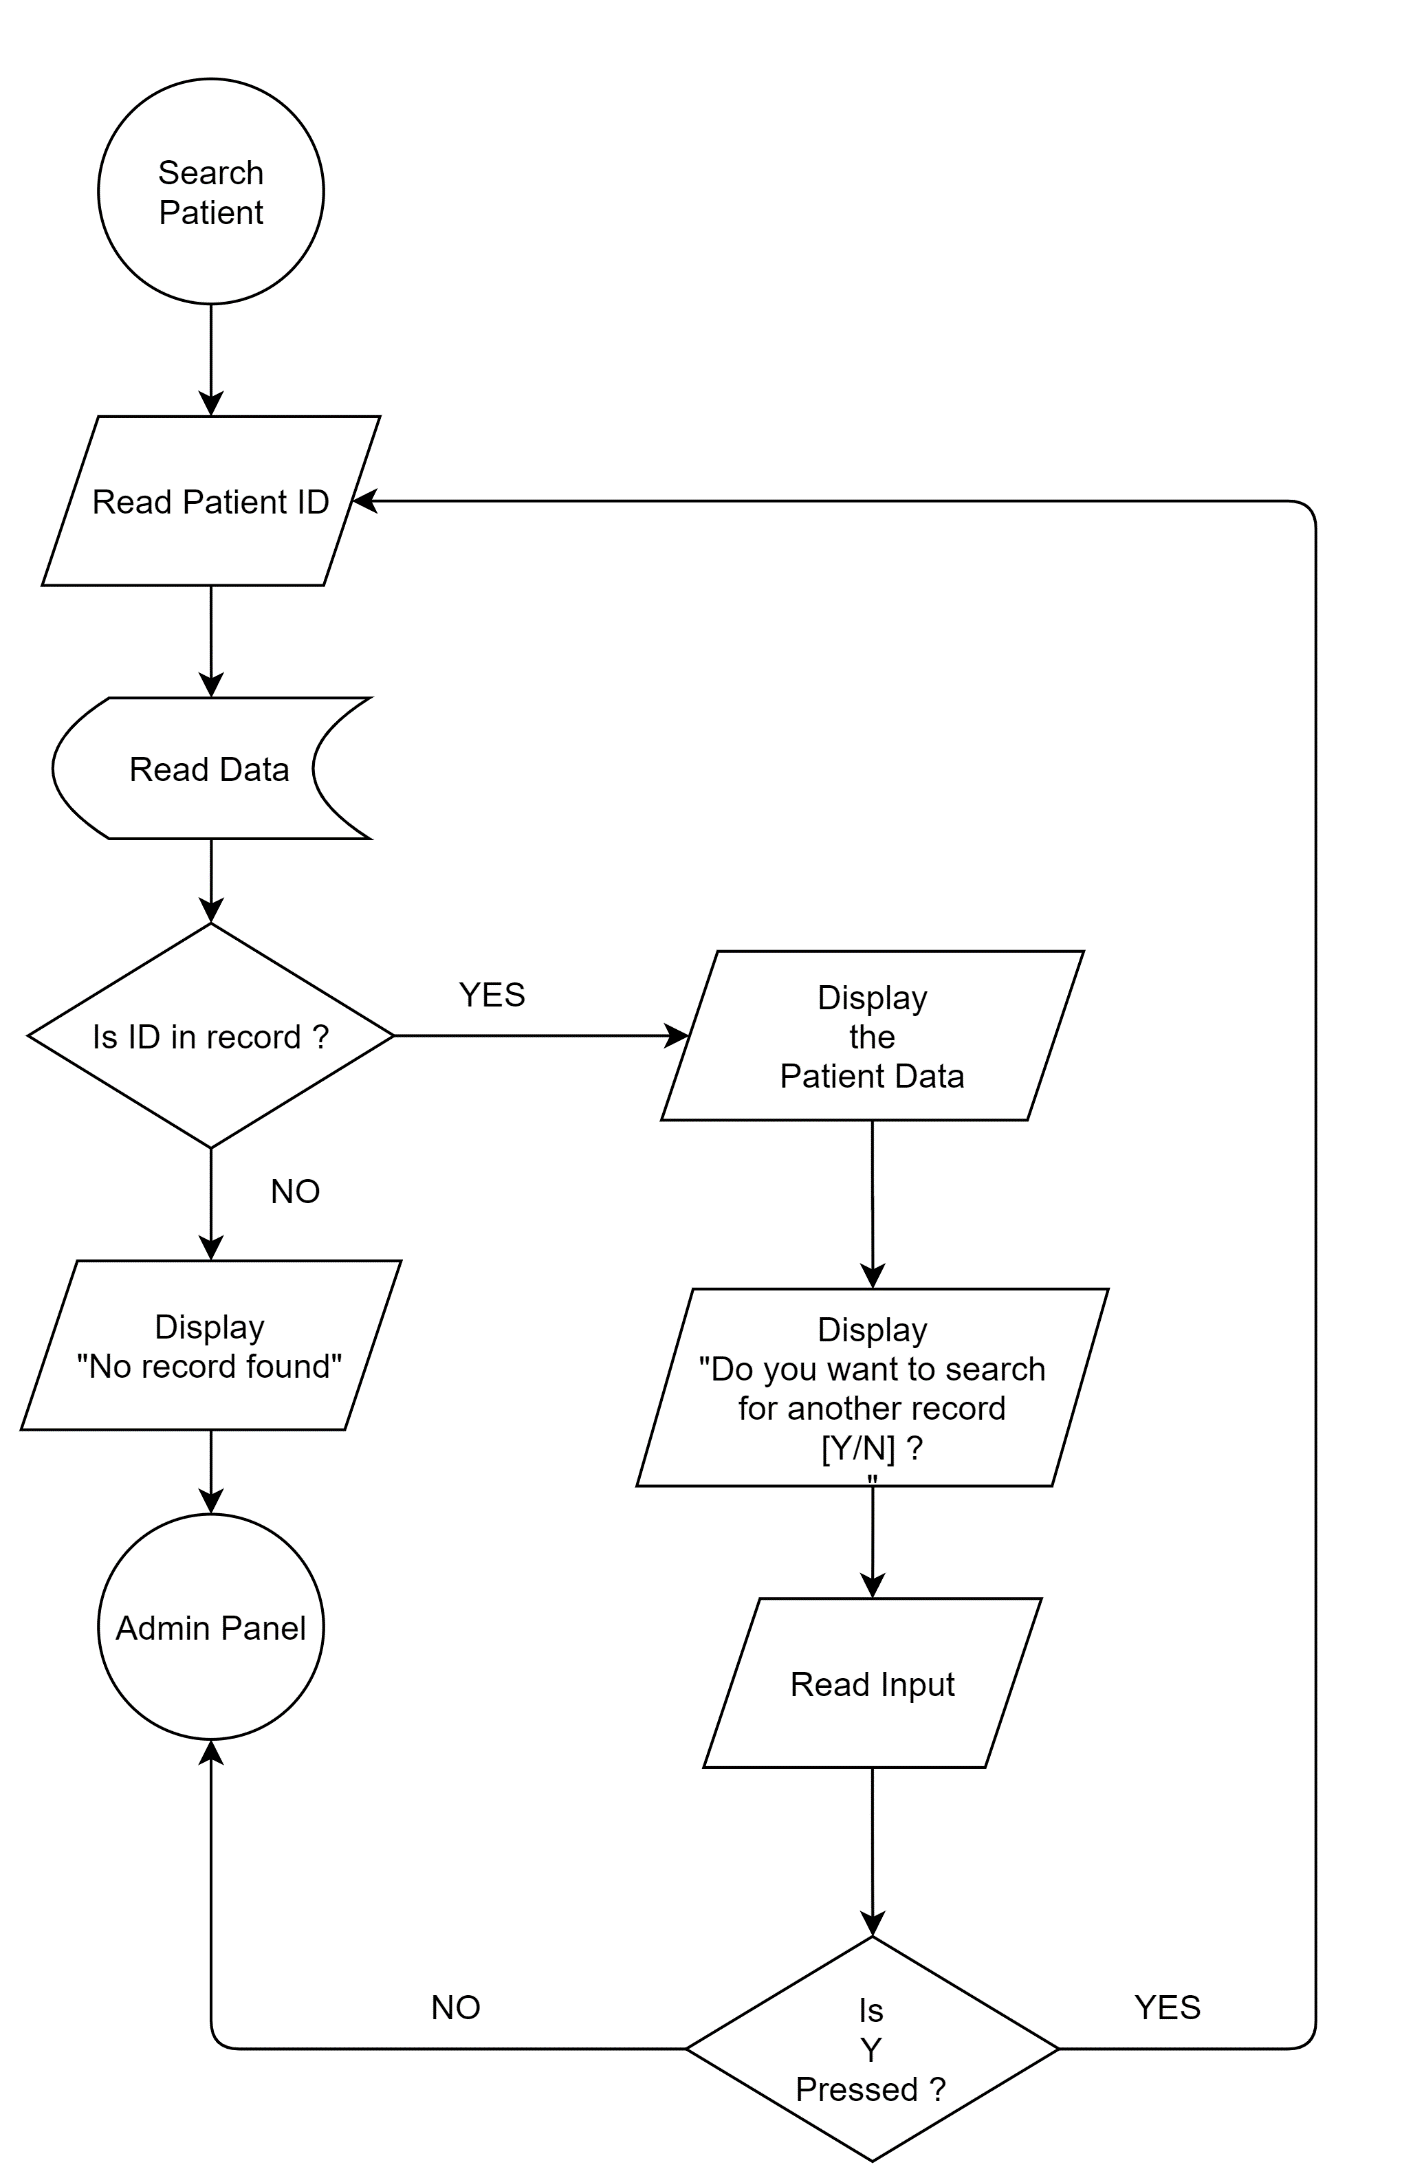 Search
Patient
Read Patient ID
Read Data
Is ID in record ?
YES
NO
Display
the
Patient Data
Display
"No record found"
Display
"Do you want to search
for another record
[Y/N] ?
"
Admin Panel
Read Input
Is
Y
Pressed ?
NO
YES